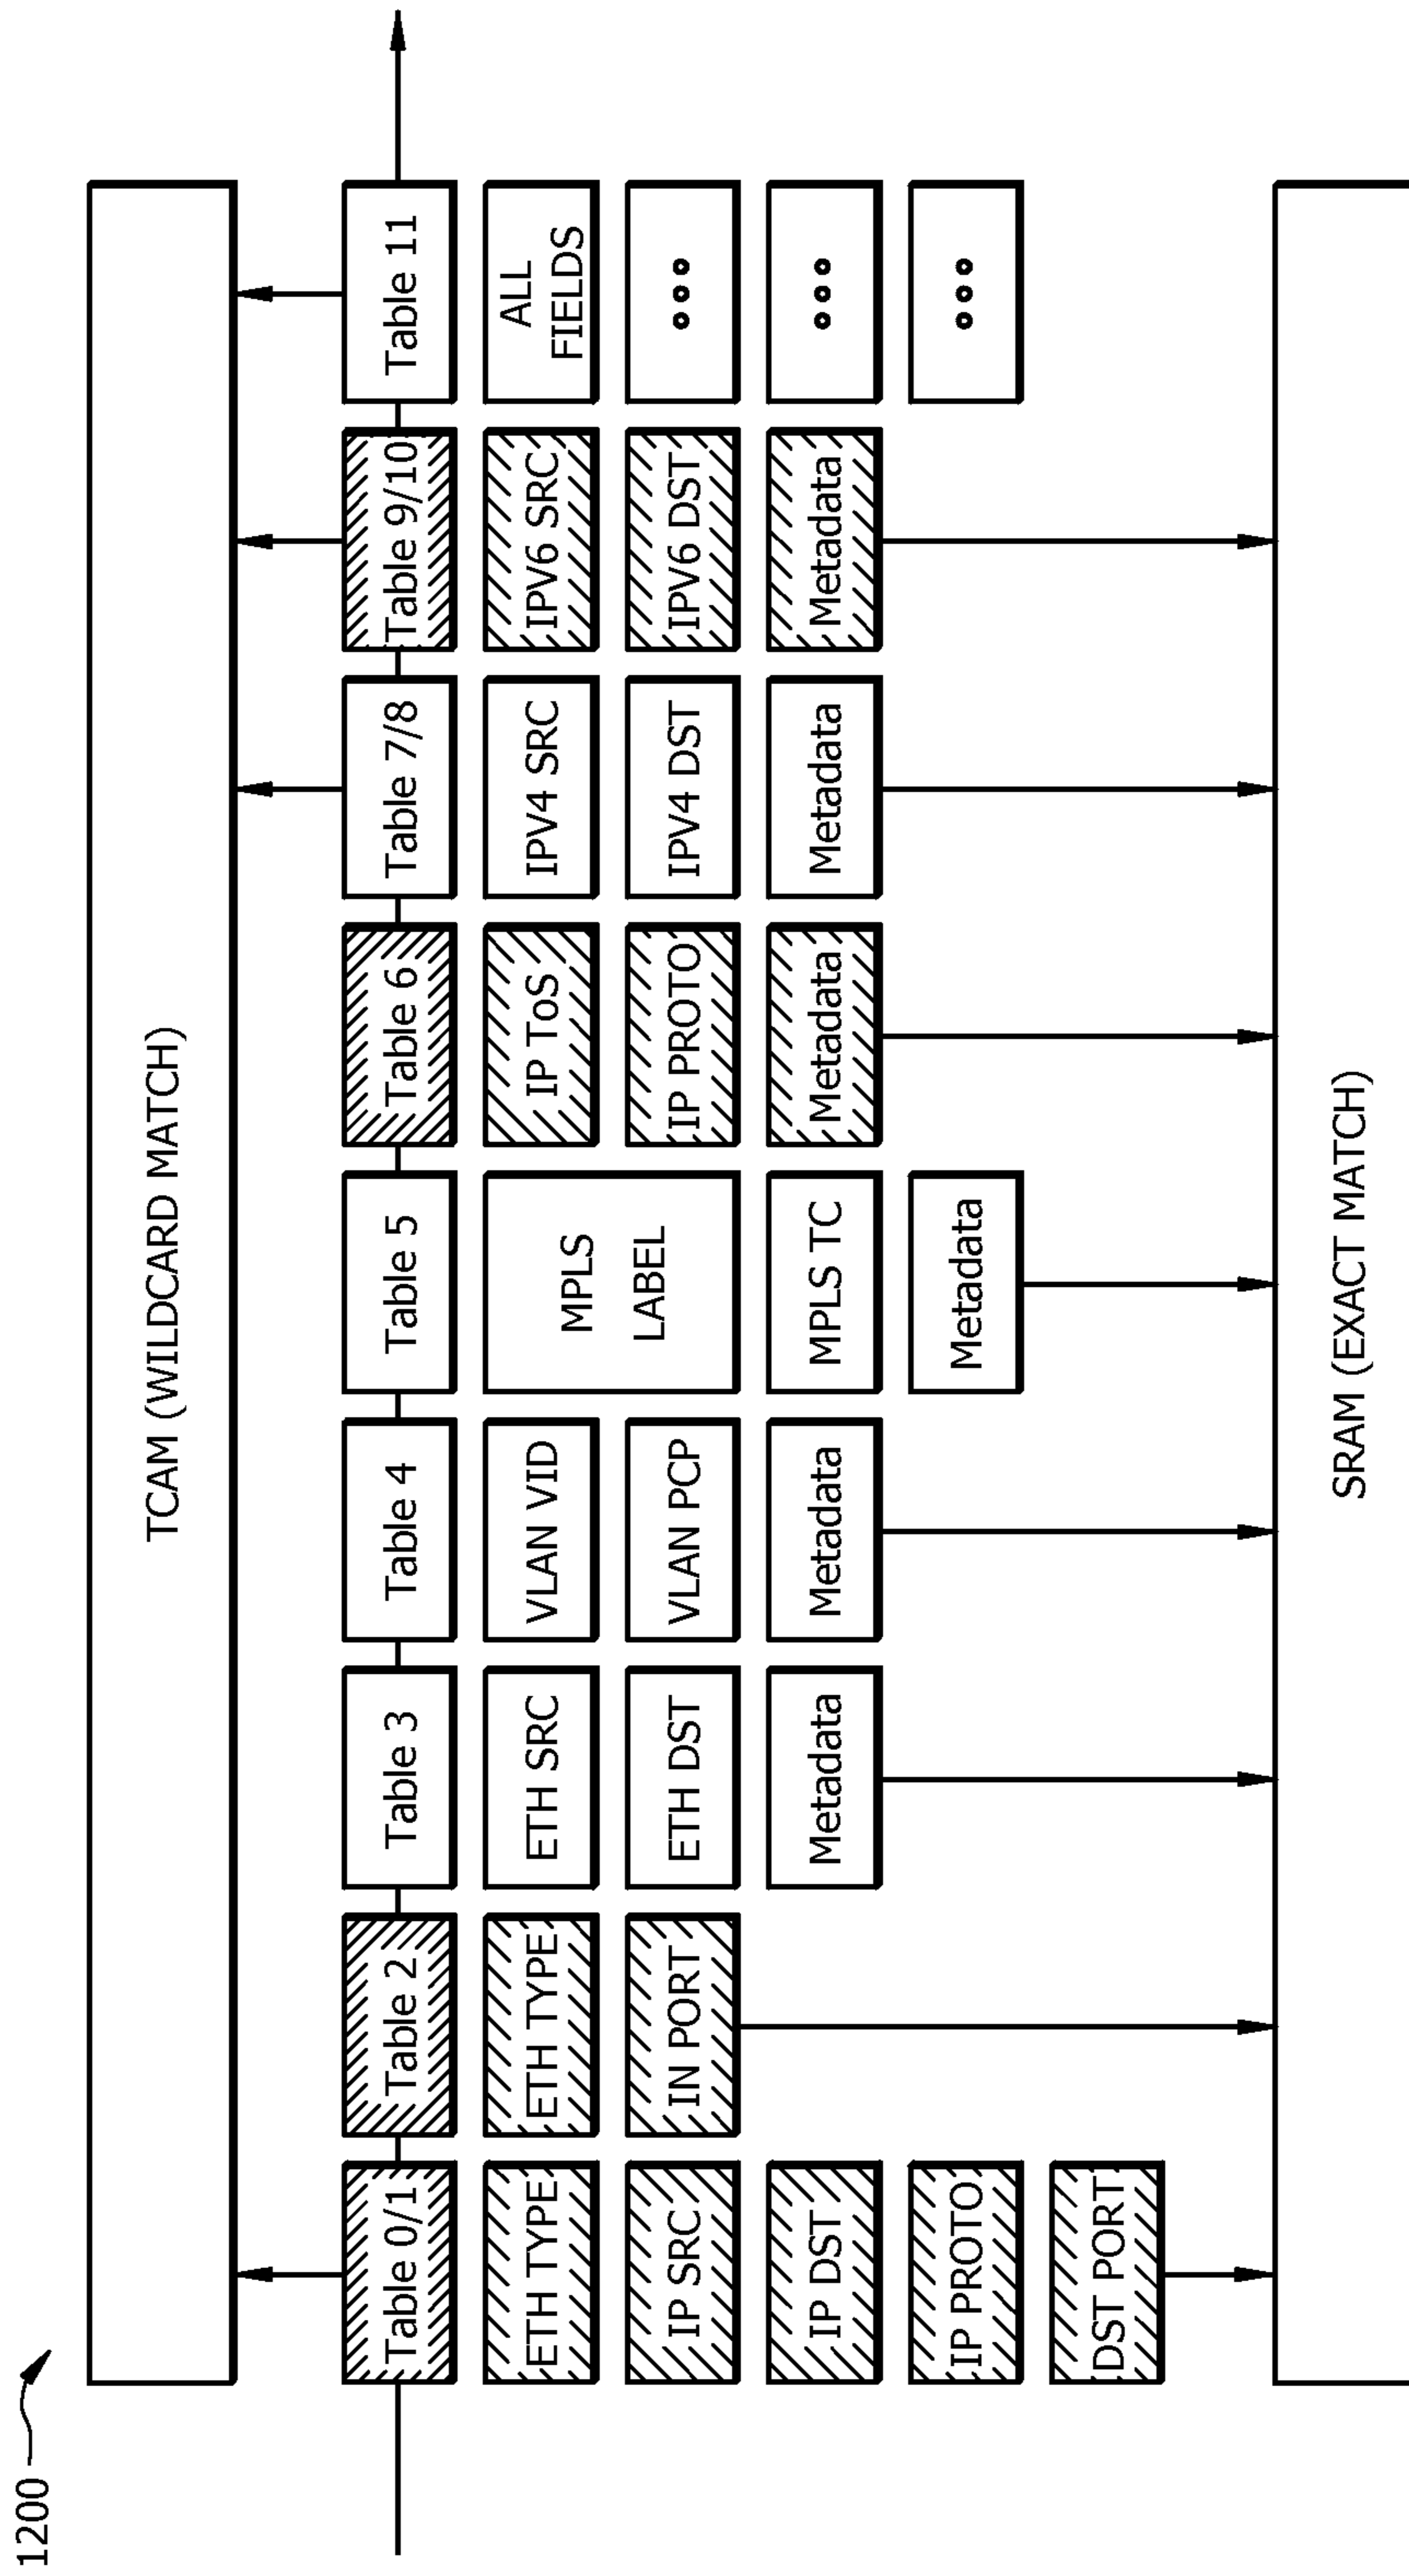 1200
TCAM (WILDCARD MATCH)
Table 0/1
Table 2
Table 3
Table 4
Table 5
Table 6
Table 7/8
Table 9/10
Table 11
ETH TYPE
ETH TYPE
ETH SRC
VLAN VID
MPLS
LABEL
IP ToS
IPV4 SRC
IPV6 SRC
ALL
FIELDS
IP SRC
IN PORT
ETH DST
VLAN PCP
IP PROTO
IPV4 DST
IPV6 DST
•••
IP DST
Metadata
Metadata
MPLS TC
Metadata
Metadata
Metadata
•••
IP PROTO
Metadata
•••
DST PORT
SRAM (EXACT MATCH)